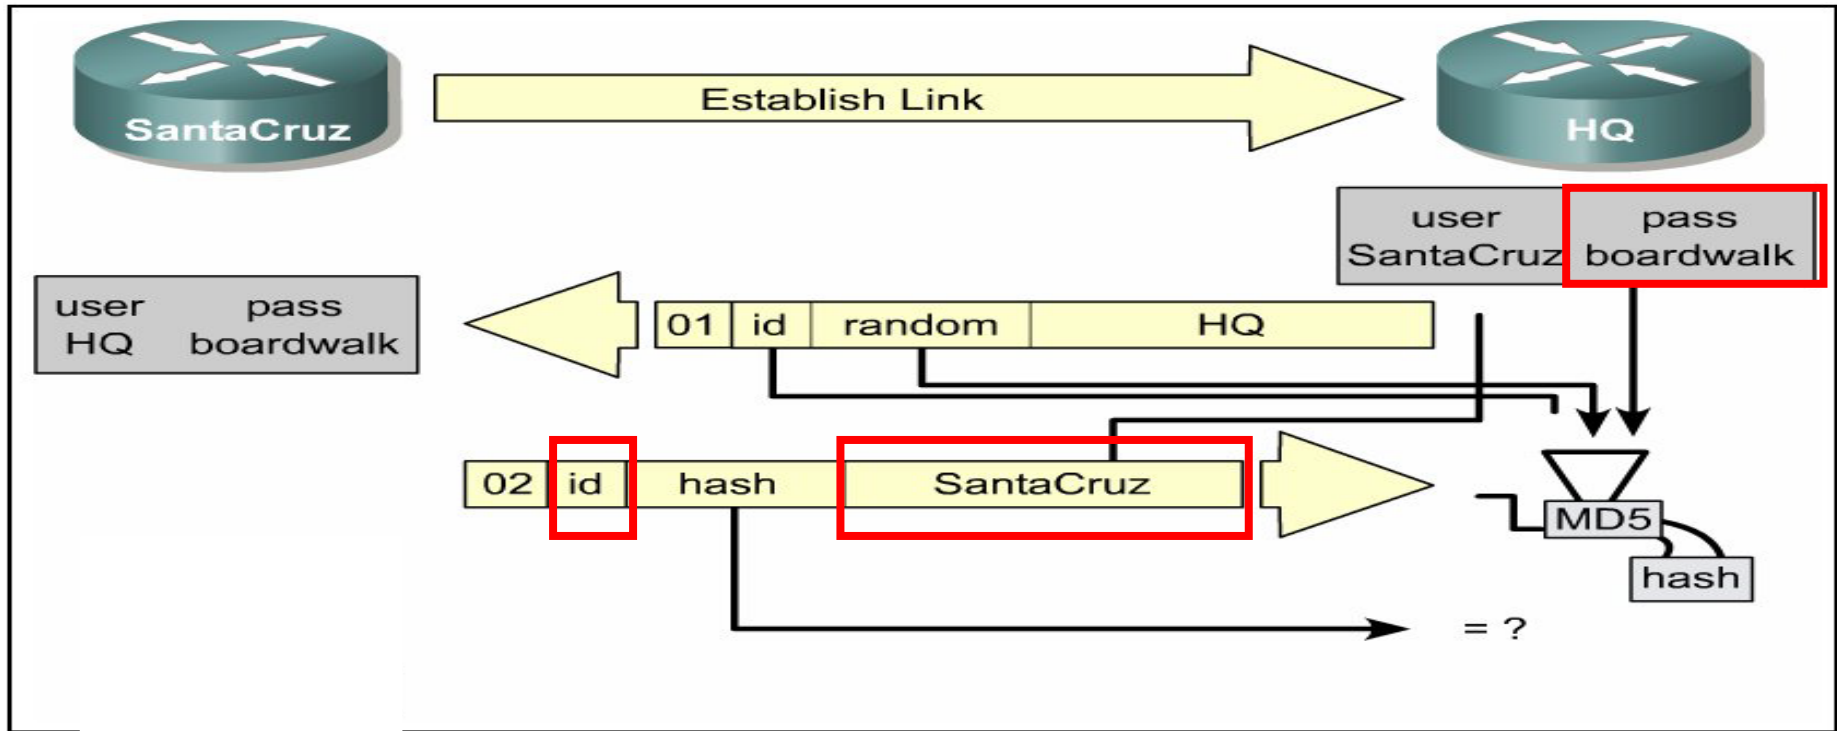 Establish Link
SantaCruz
HQ
user pass
SantaCruz boardwalk
user pass
HQ boardwalk
01 id random HQ
02 id hash SantaCruz
MD5
hash
= ?